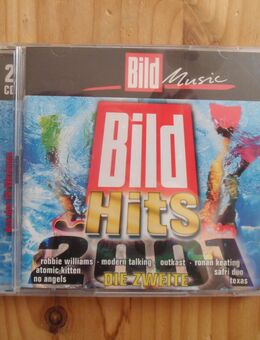 Bild Music
2
CD
Bild
Hits
2001
robbie williams · modern talking · outkast · ronan keating
atomic kitten
safri duo
no angels
DIE ZWEITE
texas